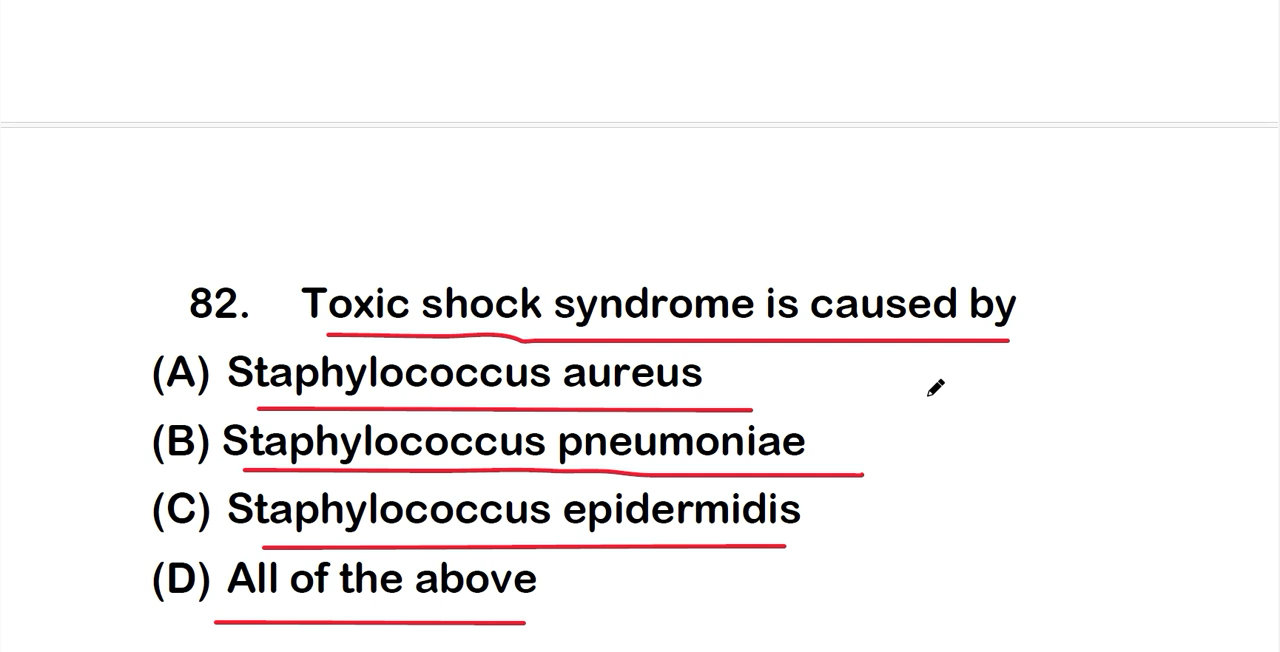 82. Toxic shock syndrome is caused by
(A) Staphylococcus aureus
(B) Staphylococcus pneumoniae
(C) Staphylococcus epidermidis
(D) All of the above